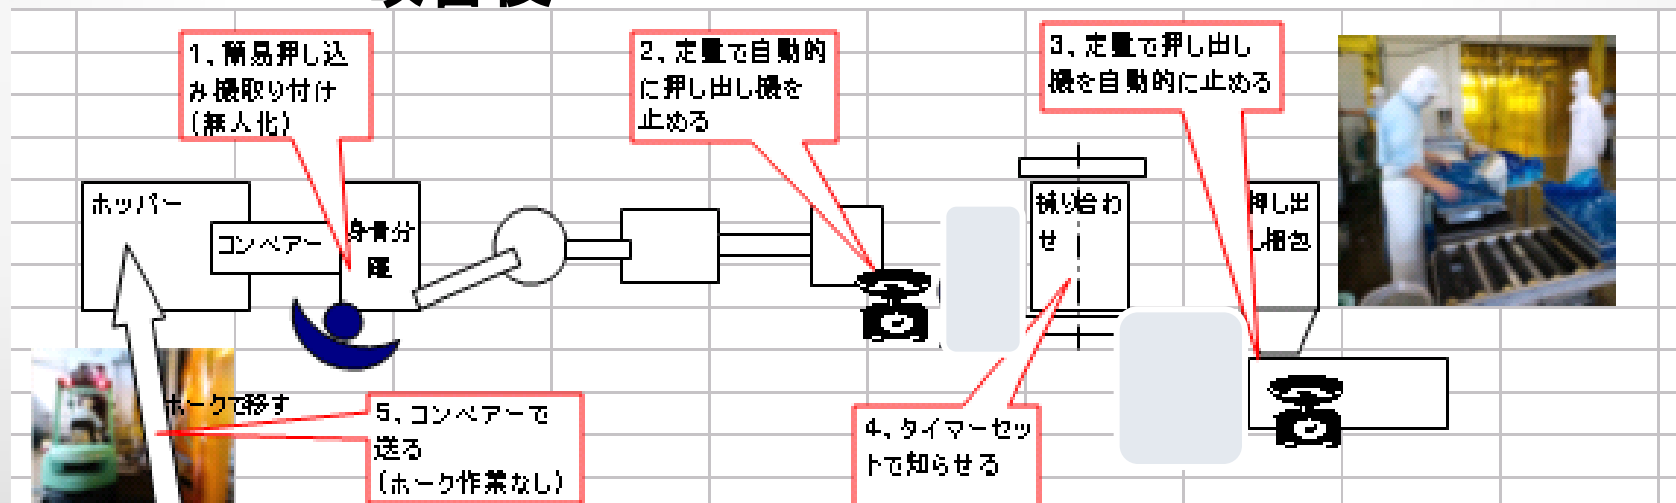 1、簡易押し込
み機取り付け
(無人化)
2、定量で自動的
に押し出し機を
止める
3、定量で押し出し
機を自動的に止める
ホッパー
コンベアー
身骨分
離
練り合わ
せ
押し出
し梱包
ホークで移す
5、コンベアーで
送る
(ホーク作業なし)
4、タイマーセッ
トで知らせる